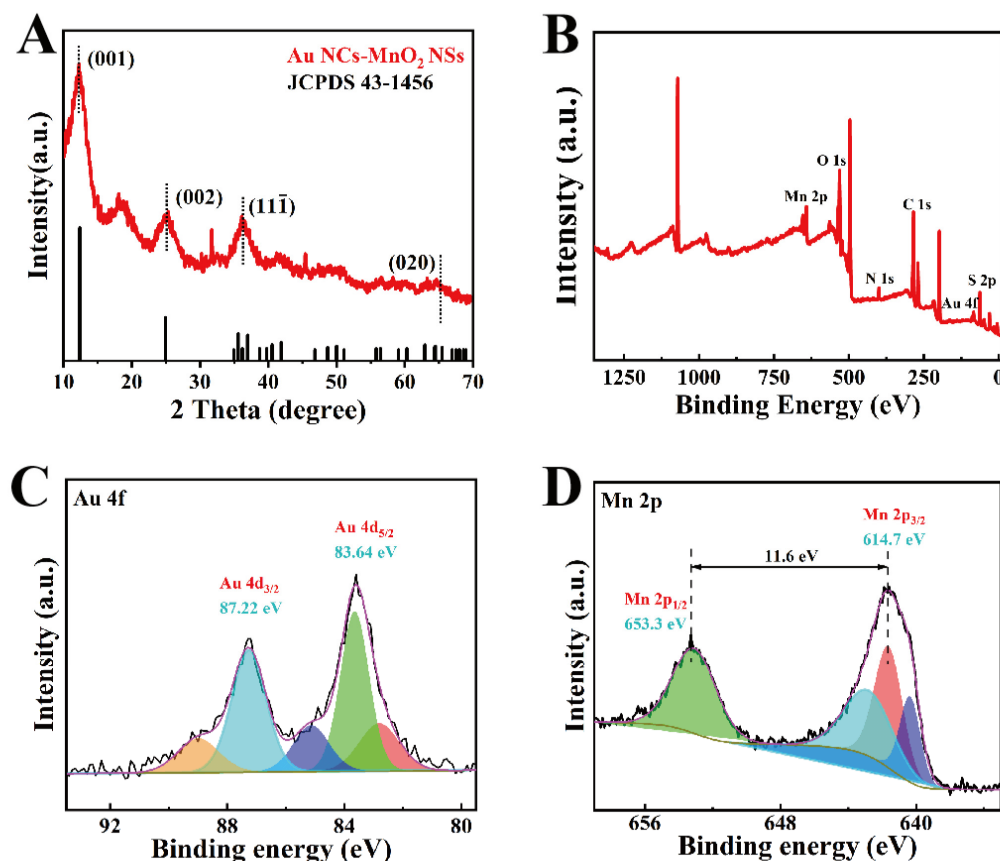 A
(001)
Au NCs-MnO2 NSs
JCPDS 43-1456
(002)
(111̄)
(020)
Intensity(a.u.)
10 20 30 40 50 60 70
2 Theta (degree)
B
O 1s
Mn 2p
C 1s
N 1s
S 2p
Au 4f
Intensity (a.u.)
1250 1000 750 500 250 0
Binding Energy (eV)
C
Au 4f
Au 4d5/2
83.64 eV
Au 4d3/2
87.22 eV
Intensity (a.u.)
92 88 84 80
Binding energy (eV)
D
Mn 2p
Mn 2p3/2
614.7 eV
11.6 eV
Mn 2p1/2
653.3 eV
Intensity (a.u.)
656 648 640
Binding energy (eV)